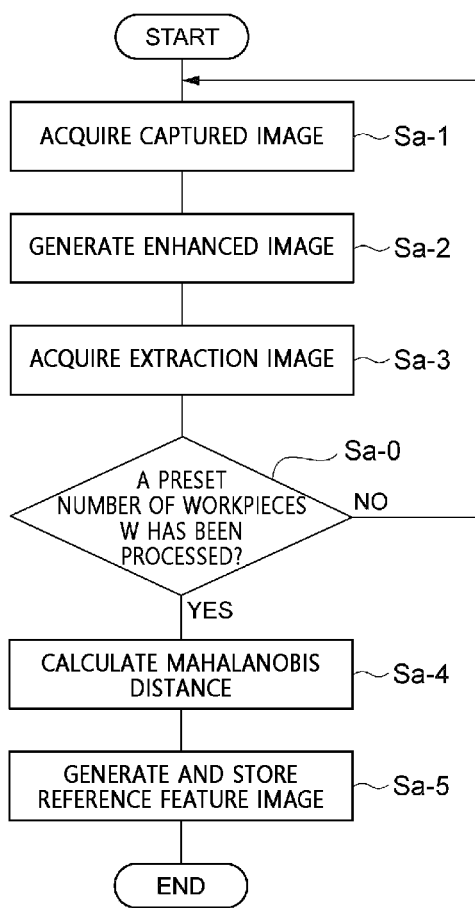 START
ACQUIRE CAPTURED IMAGE
Sa-1
GENERATE ENHANCED IMAGE
Sa-2
ACQUIRE EXTRACTION IMAGE
Sa-3
Sa-0
A PRESET
NUMBER OF WORKPIECES
W HAS BEEN
PROCESSED?
NO
YES
CALCULATE MAHALANOBIS
DISTANCE
Sa-4
GENERATE AND STORE
REFERENCE FEATURE IMAGE
Sa-5
END